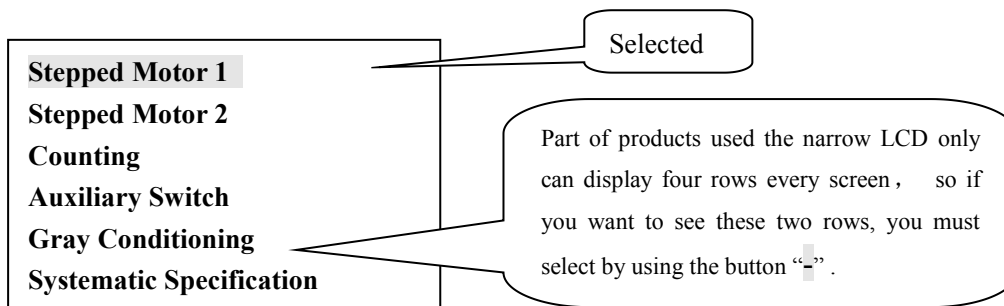 Selected
Stepped Motor 1
Stepped Motor 2
Counting
Auxiliary Switch
Gray Conditioning
Systematic Specification
Part of products used the narrow LCD only
can display four rows every screen， so if
you want to see these two rows, you must
select by using the button “-” .